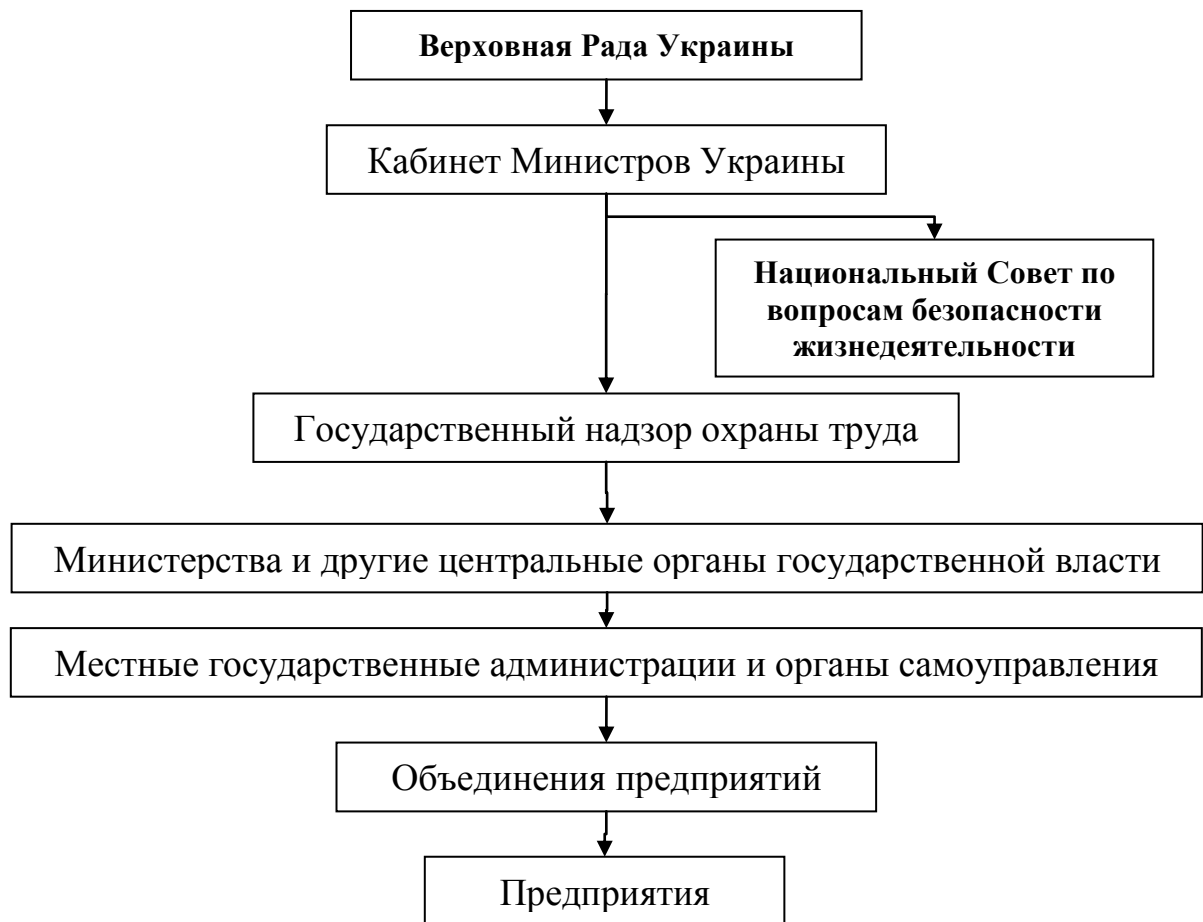 Верховная Рада Украины
Кабинет Министров Украины
Национальный Совет по
вопросам безопасности
жизнедеятельности
Государственный надзор охраны труда
Министерства и другие центральные органы государственной власти
Местные государственные администрации и органы самоуправления
Объединения предприятий
Предприятия